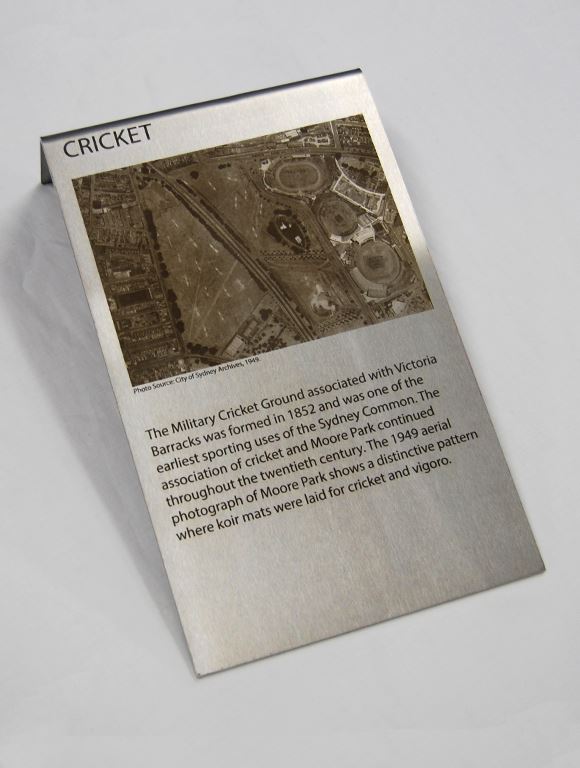 CRICKET
Photo Source: City of Sydney Archives, 1949.
The Military Cricket Ground associated with Victoria
Barracks was formed in 1852 and was one of the
earliest sporting uses of the Sydney Common. The
association of cricket and Moore Park continued
throughout the twentieth century. The 1949 aerial
photograph of Moore Park shows a distinctive pattern
where koir mats were laid for cricket and vigoro.